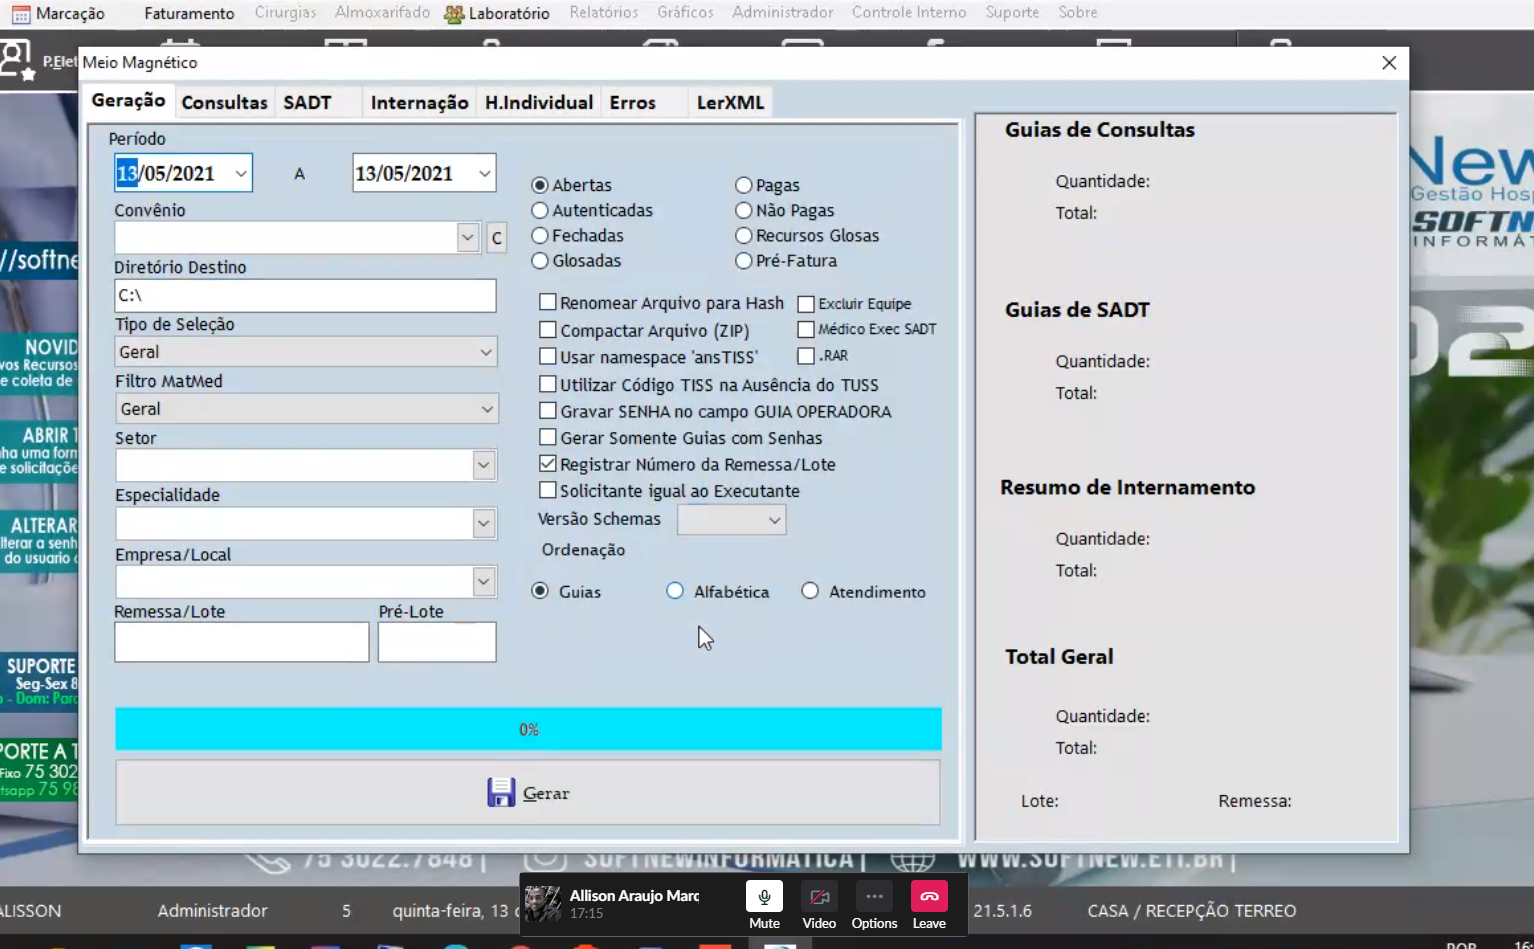 Marcação Faturamento Cirurgias Almoxarifado Laboratório Relatórios Gráficos Administrador Controle Interno Suporte Sobre
P.Elet
Meio Magnético
Geração Consultas SADT Internação H.Individual Erros LerXML
Período
13/05/2021 A 13/05/2021
Convênio
C
Diretório Destino
C:\
Tipo de Seleção
Geral
Filtro MatMed
Geral
Setor
Especialidade
Empresa/Local
Remessa/Lote Pré-Lote
Abertas Pagas
Autenticadas Não Pagas
Fechadas Recursos Glosas
Glosadas Pré-Fatura
Renomear Arquivo para Hash Excluir Equipe
Compactar Arquivo (ZIP) Médico Exec SADT
Usar namespace 'ansTISS' .RAR
Utilizar Código TISS na Ausência do TUSS
Gravar SENHA no campo GUIA OPERADORA
Gerar Somente Guias com Senhas
Registrar Número da Remessa/Lote
Solicitante igual ao Executante
Versão Schemas
Ordenação
Guias Alfabética Atendimento
0%
Gerar
Guias de Consultas
Quantidade:
Total:
Guias de SADT
Quantidade:
Total:
Resumo de Internamento
Quantidade:
Total:
Total Geral
Quantidade:
Total:
Lote: Remessa:
//softne
NOVID
vos Recursos
e coleta de
ABRIR T
nha uma form
e solicitaçõe
ALTERAR
lterar a senh
do usuario
SUPORTE
Seg-Sex 8
- Dom: Par
PORTE A T
Fixo 75 302
tsapp 75 98
New
Gestão Hosp
SOFTN
INFORMÁT
75 3022.7848 | SOFTNEWINFORMATICA | WWW.SOFTNEW.ETI.BR |
ALISSON Administrador 5 quinta-feira, 13 21.5.1.6 CASA / RECEPÇÃO TERREO
Allison Araujo Marq
17:15
Mute Video Options Leave
POR 16: